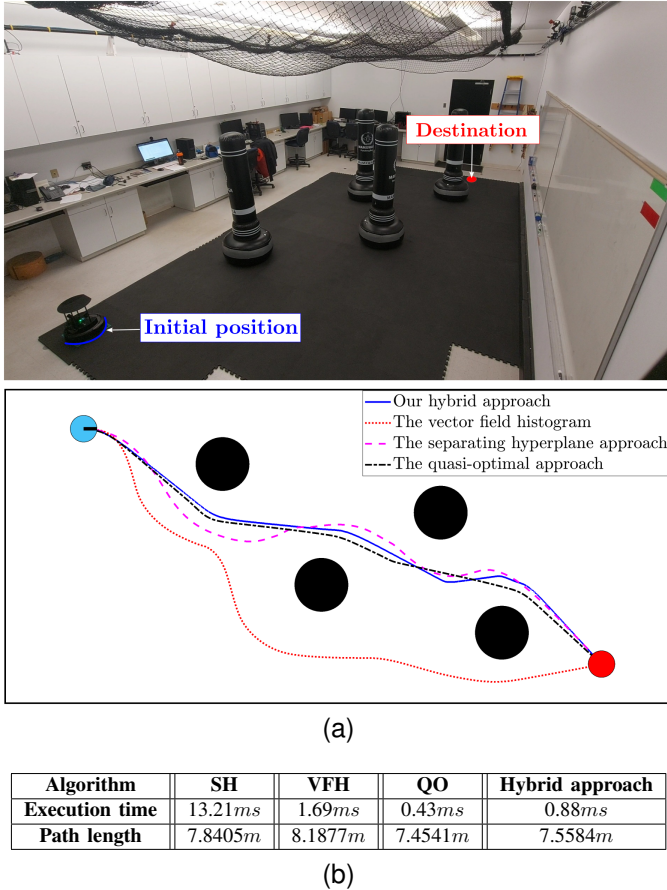 Destination
Initial position
Our hybrid approach
The vector field histogram
The separating hyperplane approach
The quasi-optimal approach
(a)
Algorithm SH VFH QO Hybrid approach
Execution time 13.21ms 1.69ms 0.43ms 0.88ms
Path length 7.8405m 8.1877m 7.4541m 7.5584m
(b)